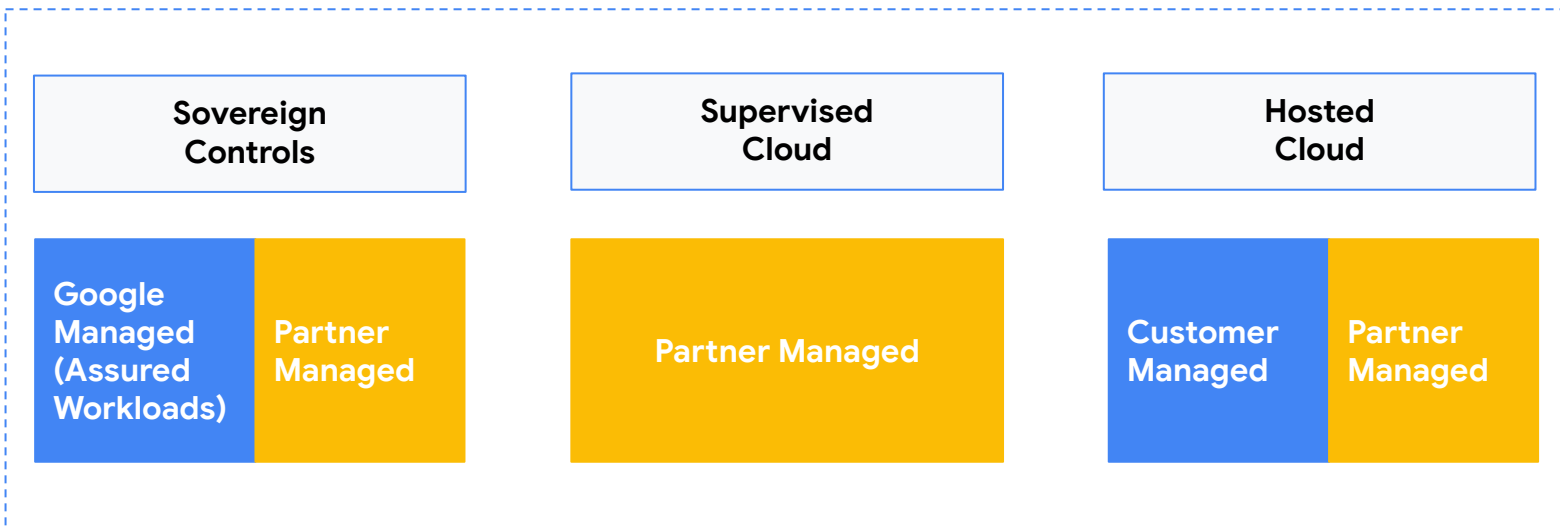 Sovereign
Controls
Supervised
Cloud
Hosted
Cloud
Google
Managed
(Assured
Workloads)
Partner
Managed
Partner Managed
Customer
Managed
Partner
Managed